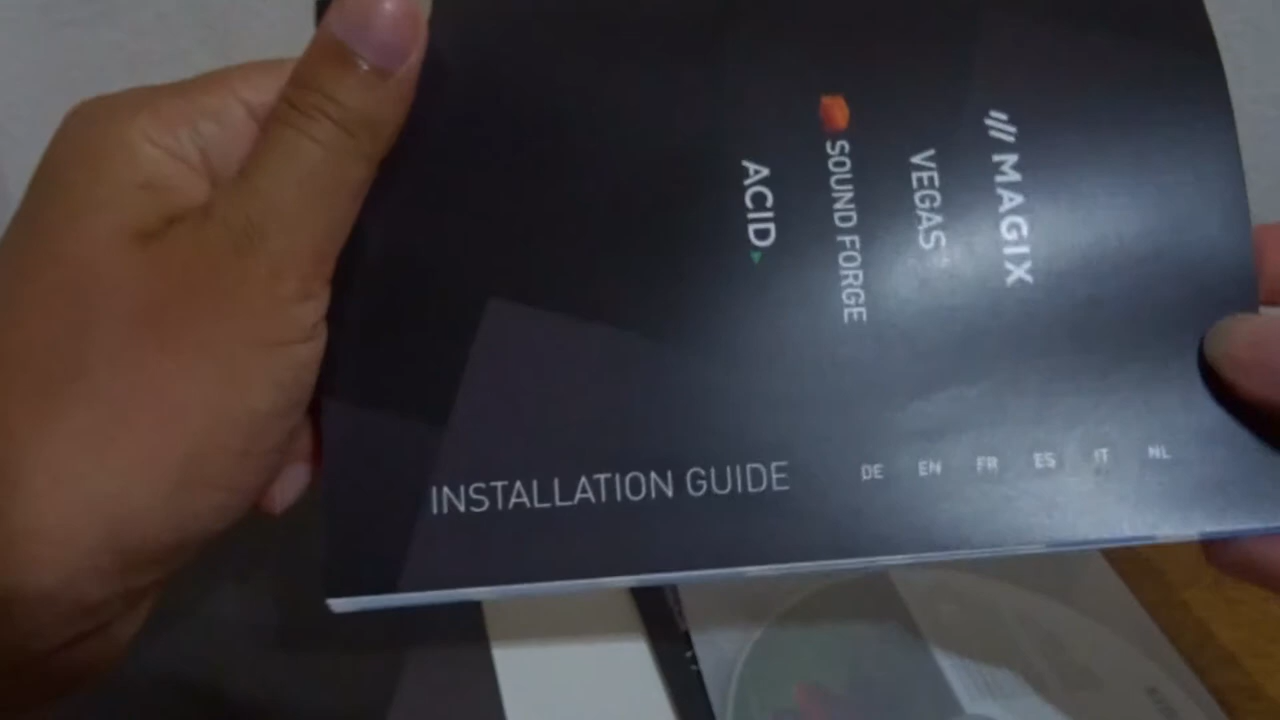 MAGIX
VEGAS
SOUND FORGE
ACID
INSTALLATION GUIDE DE EN FR ES IT NL